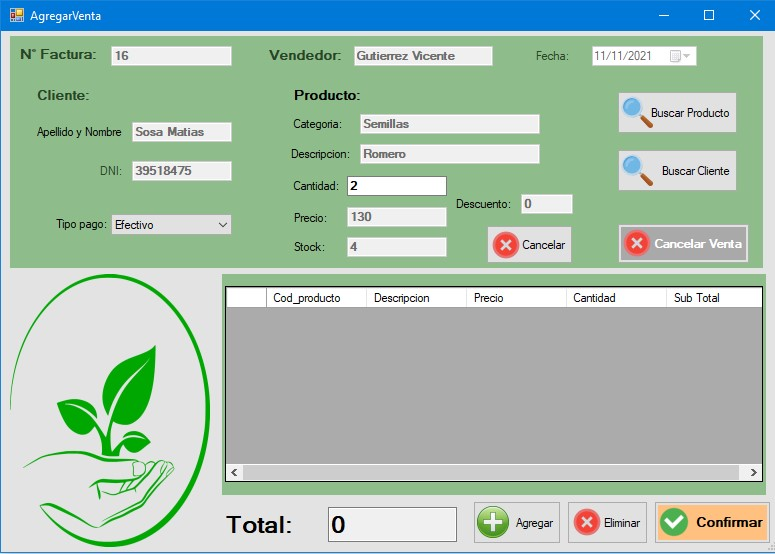 AgregarVenta
N° Factura: 16 Vendedor: Gutierrez Vicente Fecha: 11/11/2021
Cliente: Producto:
Buscar Producto
Apellido y Nombre Sosa Matias Categoria: Semillas
Descripcion: Romero
DNI: 39518475 Buscar Cliente
Cantidad: 2
Descuento: 0
Tipo pago: Efectivo Precio: 130
Stock: 4 Cancelar Cancelar Venta
Cod_producto Descripcion Precio Cantidad Sub Total
Total: 0 Agregar Eliminar Confirmar